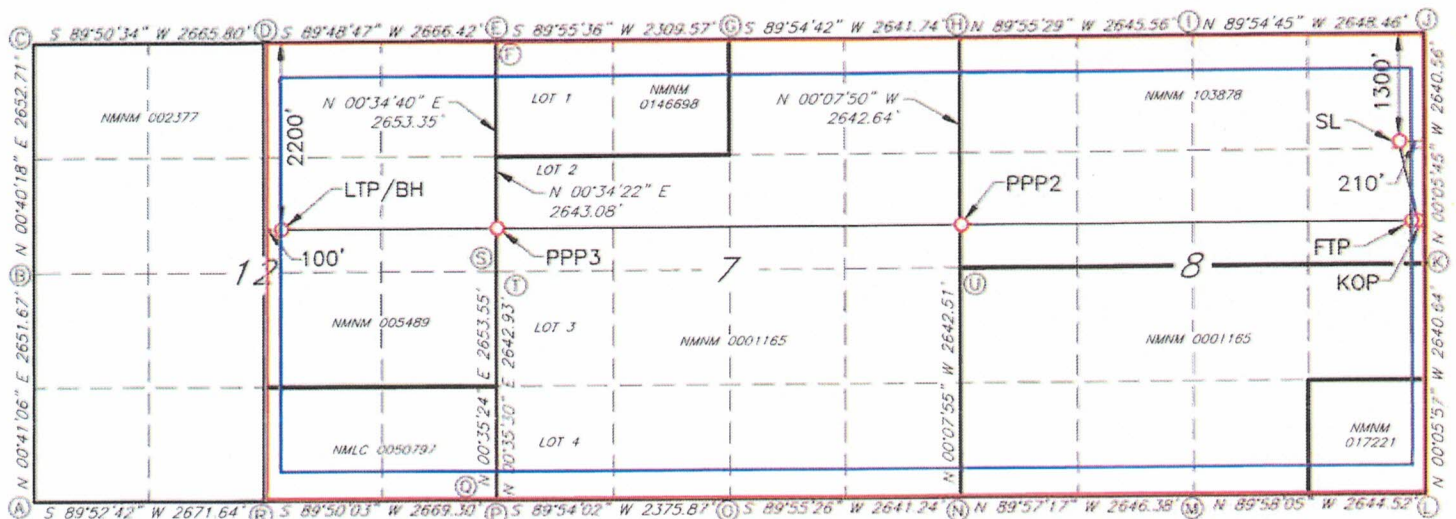 C S 89°50'34" W 2665.80' D S 89°48'47" W 2666.42' E S 89°55'36" W 2309.57' G S 89°54'42" W 2641.74' H N 89°55'29" W 2645.56' I N 89°54'45" W 2648.46' J
F
N 00°40'18" E 2652.71'
NMNM 002377
2200'
N 00°34'40" E
2653.35'
LOT 1
NMNM
0146698
N 00°07'50" W
2642.64'
NMNM 103878
1300'
N 00°05'45" W 2640.56'
SL
LOT 2
N 00°34'22" E
2643.08'
210'
LTP/BH
PPP2
100'
PPP3
FTP
KOP
B
12
S
7
8
K
T
U
N 00°41'06" E 2651.67'
NMNM 005489
N 00°35'24" E 2653.55'
N 00°35'30" E 2642.93'
LOT 3
NMNM 0001165
N 00°07'55" W 2642.51'
NMNM 0001165
N 00°05'57" W 2640.64'
NMLC 0050797
LOT 4
NMNM
017221
Q
A S 89°52'42" W 2671.64' R S 89°50'03" W 2669.30' P S 89°54'02" W 2375.87' O S 89°55'26" W 2641.24' N N 89°57'17" W 2646.38' M N 89°58'05" W 2644.52' L